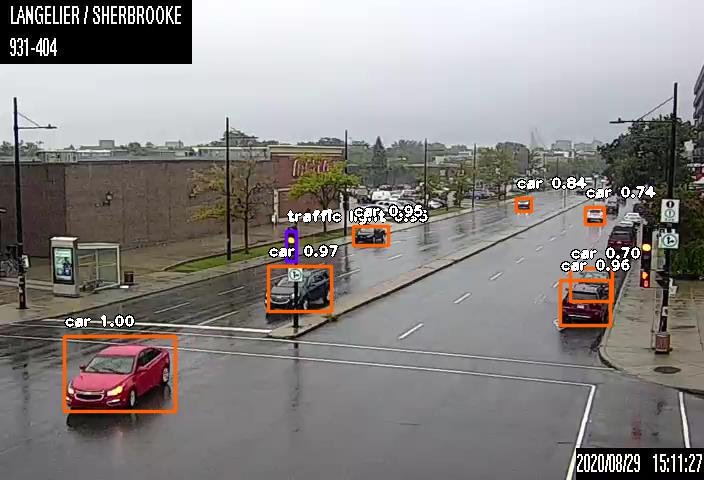 LANGELIER / SHERBROOKE
931-404
car 0.84
car 0.74
traffic light
car 0.95
car 0.97
car 0.70
car 0.96
car 1.00
2020/08/29 15:11:27